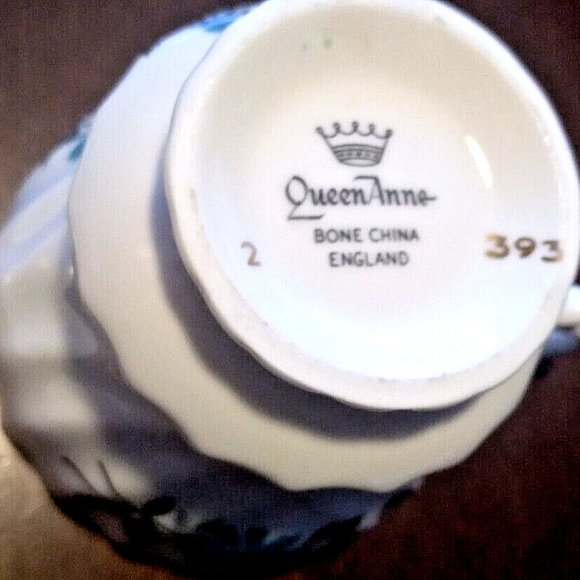 Queen Anne
BONE CHINA
ENGLAND
2
393